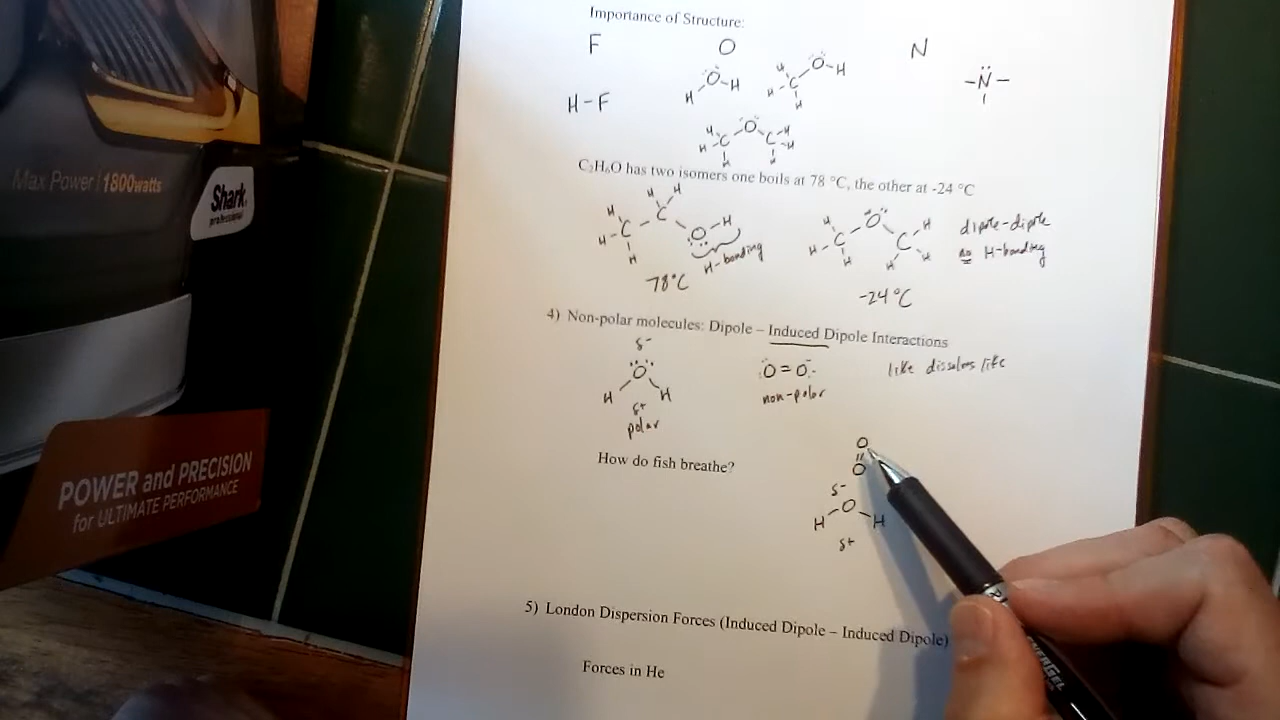 Importance of Structure:
F O N
H-F
H O H
H C O H H H
-N-
H H C O C H H H H
C₂H₆O has two isomers one boils at 78 °C, the other at -24 °C
H H
H C C
H O H
H
H-bonding
78°C
H C O C H
H H H H
dipole-dipole
no H-bonding
-24°C
4) Non-polar molecules: Dipole – Induced Dipole Interactions
δ-
O
H H
δ+
polar
O=O
non-polar
like dissolves like
How do fish breathe?
O
=
O
δ-
H O H
δ+
5) London Dispersion Forces (Induced Dipole – Induced Dipole)
Forces in He
Max Power | 1800watts
Shark
professional
POWER and PRECISION
for ULTIMATE PERFORMANCE